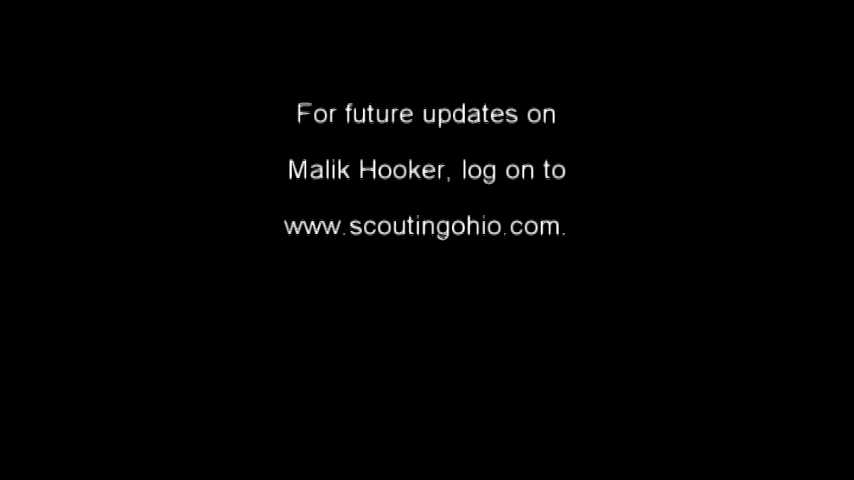 For future updates on
Malik Hooker, log on to
www.scoutingohio.com.